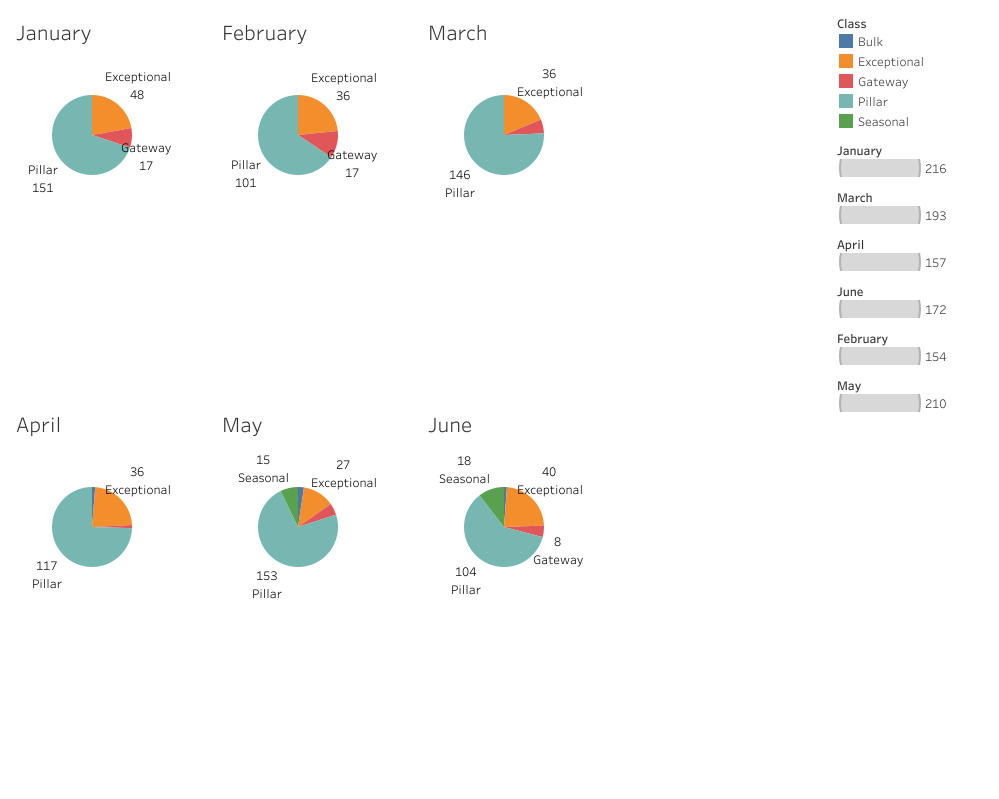 January
Exceptional
48
Gateway
17
Pillar
151
February
Exceptional
36
Gateway
17
Pillar
101
March
36
Exceptional
146
Pillar
April
36
Exceptional
117
Pillar
May
15
Seasonal
27
Exceptional
153
Pillar
June
18
Seasonal
40
Exceptional
8
Gateway
104
Pillar
Class
Bulk
Exceptional
Gateway
Pillar
Seasonal
January
216
March
193
April
157
June
172
February
154
May
210